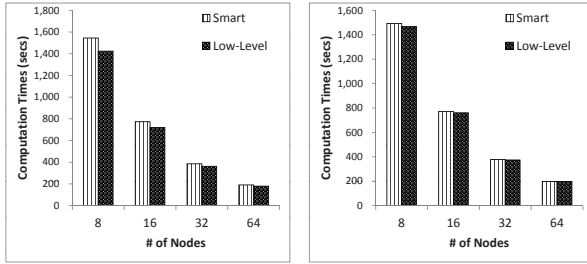 Computation Times (secs)
1,800
1,600
1,400
1,200
1,000
800
600
400
200
0
Smart
Low-Level
8 16 32 64
# of Nodes
Computation Times (secs)
1,600
1,400
1,200
1,000
800
600
400
200
0
Smart
Low-Level
8 16 32 64
# of Nodes